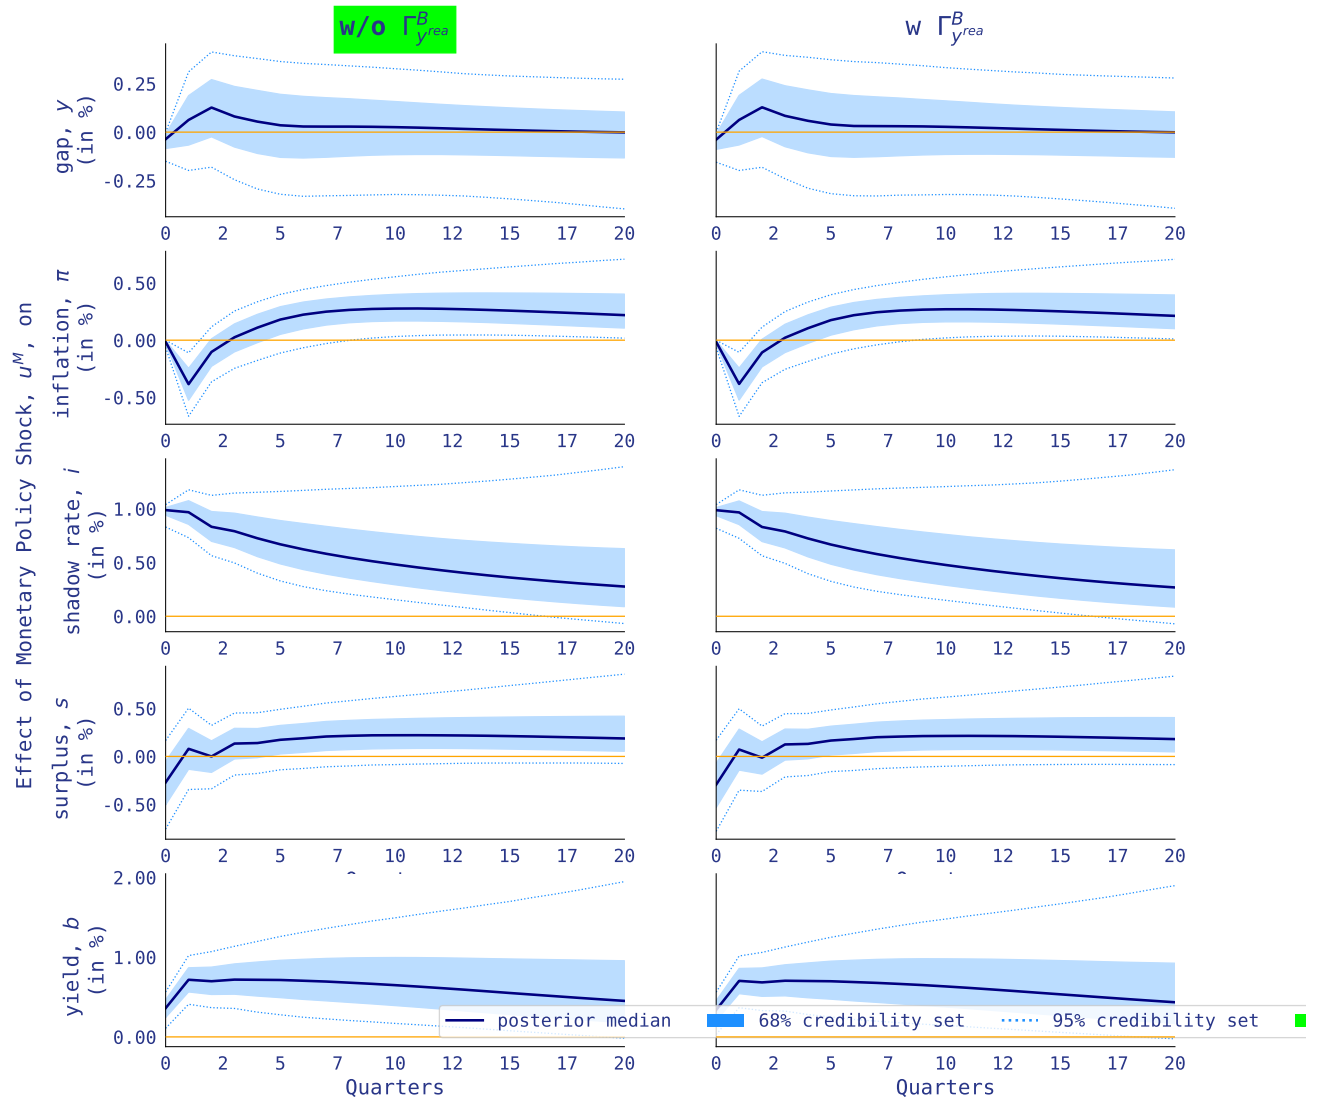 w/o Γ^B_{y^{rea}}
w Γ^B_{y^{rea}}
Effect of Monetary Policy Shock, u^M, on
gap, y
(in %)
0.25
0.00
-0.25
0 2 5 7 10 12 15 17 20
0 2 5 7 10 12 15 17 20
inflation, π
(in %)
0.50
0.00
-0.50
0 2 5 7 10 12 15 17 20
0 2 5 7 10 12 15 17 20
shadow rate, i
(in %)
1.00
0.50
0.00
0 2 5 7 10 12 15 17 20
0 2 5 7 10 12 15 17 20
surplus, s
(in %)
0.50
0.00
-0.50
0 2 5 7 10 12 15 17 20
0 2 5 7 10 12 15 17 20
yield, b
(in %)
2.00
1.00
0.00
posterior median 68% credibility set 95% credibility set
0 2 5 7 10 12 15 17 20
0 2 5 7 10 12 15 17 20
Quarters
Quarters